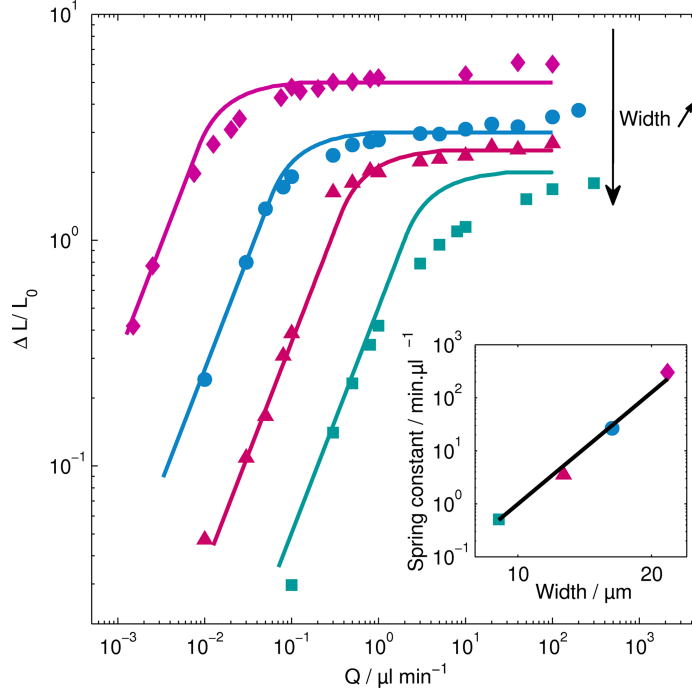 10^1
10^0
10^-1
Δ L/ L_0
10^-3 10^-2 10^-1 10^0 10^1 10^2 10^3
Q / µl min^-1
Width
Spring constant / min.µl^-1
10^3
10^2
10^1
10^0
10^-1
10 20
Width / µm